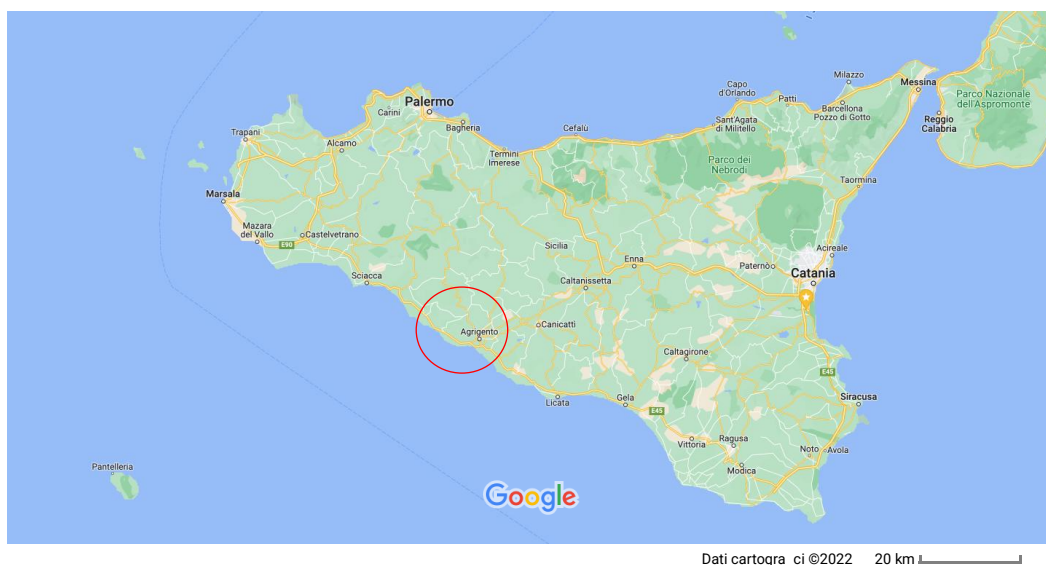 Milazzo
Messina
Capo
d'Orlando
Patti
Parco Nazionale
dell'Aspromonte
Palermo
Carini
Barcellona
Pozzo di Gotto
Reggio
Calabria
Bagheria
Cefalù
Sant'Agata
di Militello
Trapani
Alcamo
Termini
Imerese
Parco dei
Nebrodi
Taormina
Marsala
Mazara
del Vallo
Castelvetrano
E90
Sicilia
Enna
Acireale
Paternò
Catania
Sciacca
Caltanissetta
Agrigento
Canicattì
Caltagirone
E45
Siracusa
Licata
Gela
E45
Vittoria
Ragusa
Noto
Avola
Modica
Pantelleria
Google
Dati cartogra ci ©2022 20 km